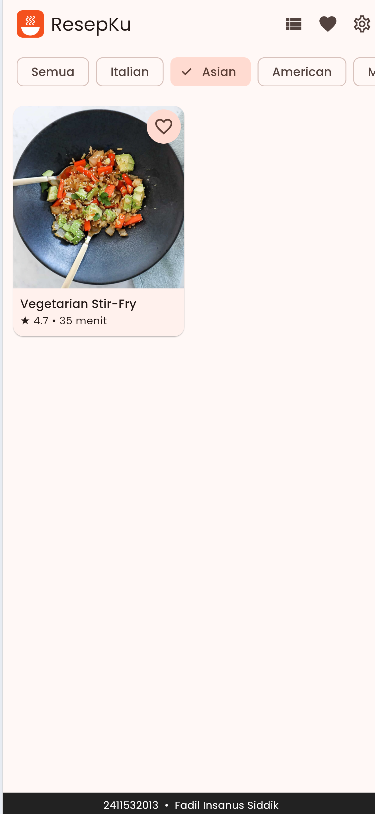 ResepKu
Semua Italian Asian American M
Vegetarian Stir-Fry
★ 4.7 • 35 menit
2411532013 • Fadil Insanus Siddik